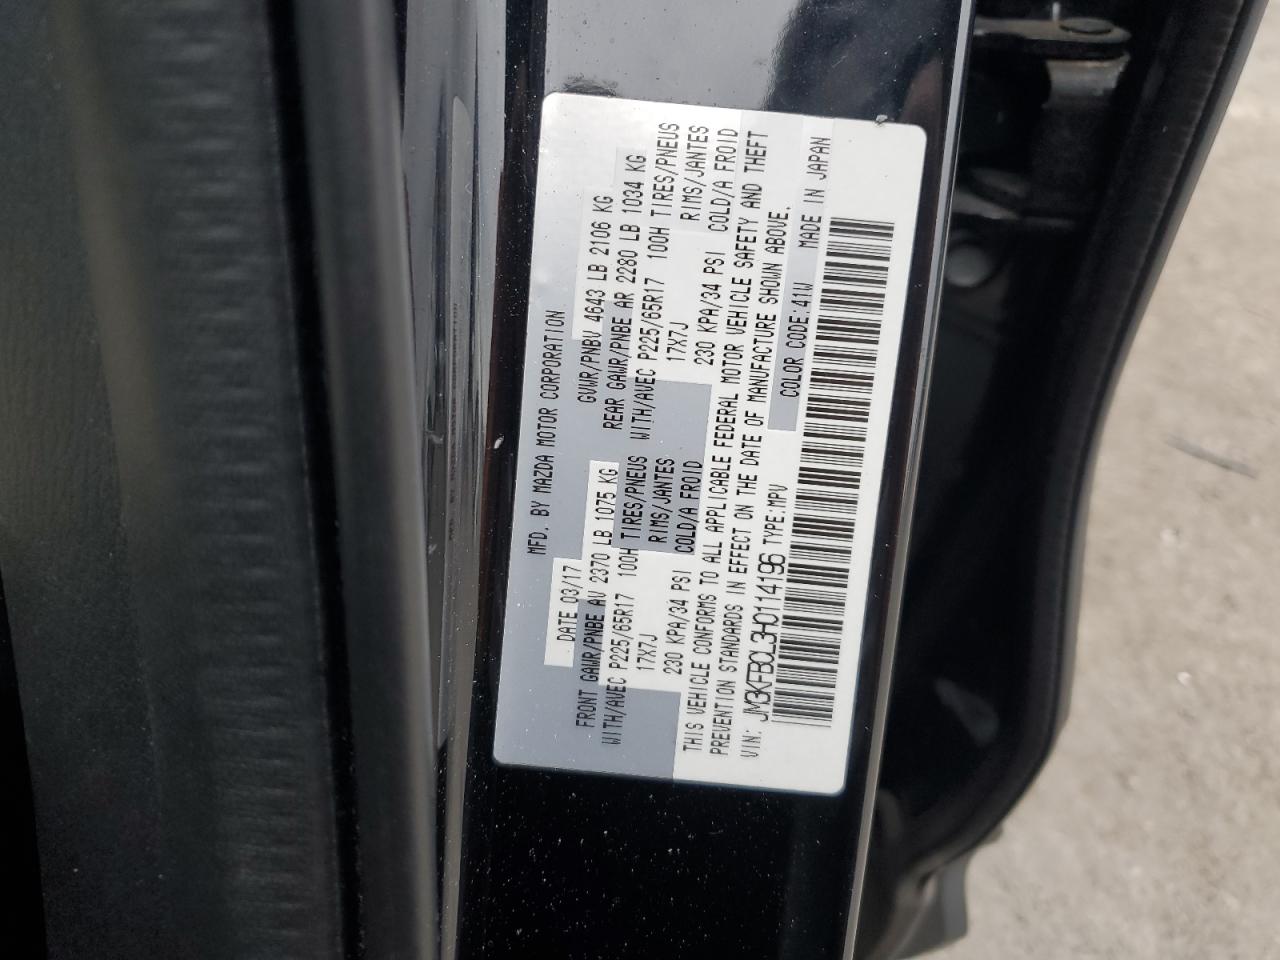 MFD. BY MAZDA MOTOR CORPORATION
DATE 03/17 GVWR/PNBV 4643 LB 2106 KG
FRONT GAWR/PNBE AV 2370 LB 1075 KG REAR GAWR/PNBE AR 2280 LB 1034 KG
WITH/AVEC P225/65R17 100H TIRES/PNEUS WITH/AVEC P225/65R17 100H TIRES/PNEUS
17X7J RIMS/JANTES 17X7J RIMS/JANTES
230 KPA/34 PSI COLD/A FROID 230 KPA/34 PSI COLD/A FROID
THIS VEHICLE CONFORMS TO ALL APPLICABLE FEDERAL MOTOR VEHICLE SAFETY AND THEFT
PREVENTION STANDARDS IN EFFECT ON THE DATE OF MANUFACTURE SHOWN ABOVE.
VIN: JM3KFBCL3H0114196 TYPE:MPV COLOR CODE:41W MADE IN JAPAN